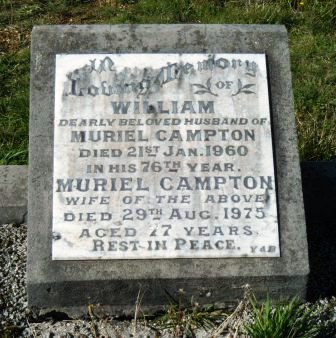 In
Loving Memory
OF
WILLIAM
DEARLY BELOVED HUSBAND OF
MURIEL CAMPTON
DIED 21ST JAN. 1960
IN HIS 76TH YEAR.
MURIEL CAMPTON
WIFE OF THE ABOVE
DIED 29TH AUG. 1975
AGED 77 YEARS.
REST IN PEACE.
Y&B